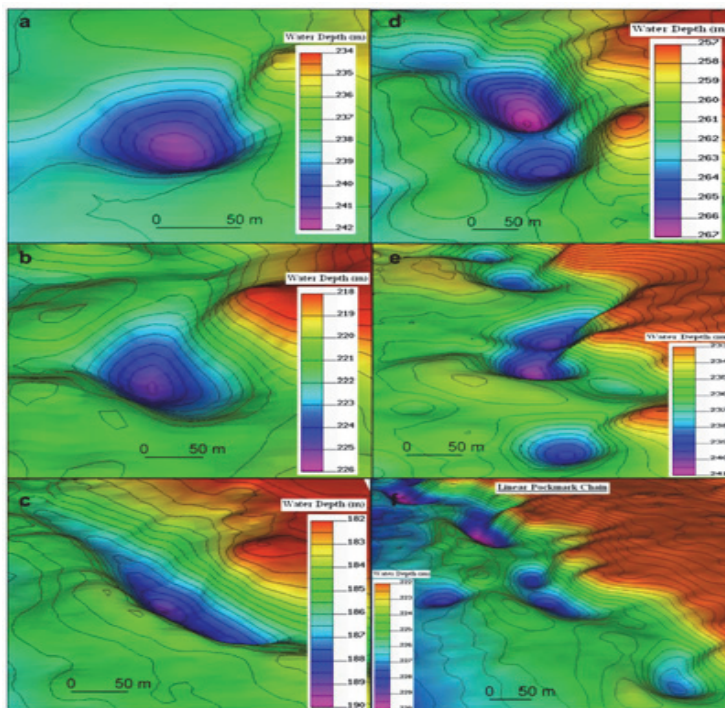 a
Water Depth (m)
234
235
236
237
238
239
240
241
242
0 50 m
d
Water Depth (m)
257
258
259
260
261
262
263
264
265
266
267
0 50 m
b
Water Depth (m)
218
219
220
221
222
223
224
225
226
0 50 m
e
Water Depth (m)
234
0 50 m
c
Water Depth (m)
182
183
184
185
186
187
188
189
190
0 50 m
Linear Pockmark Chain
f
Water Depth (m)
0 50 m